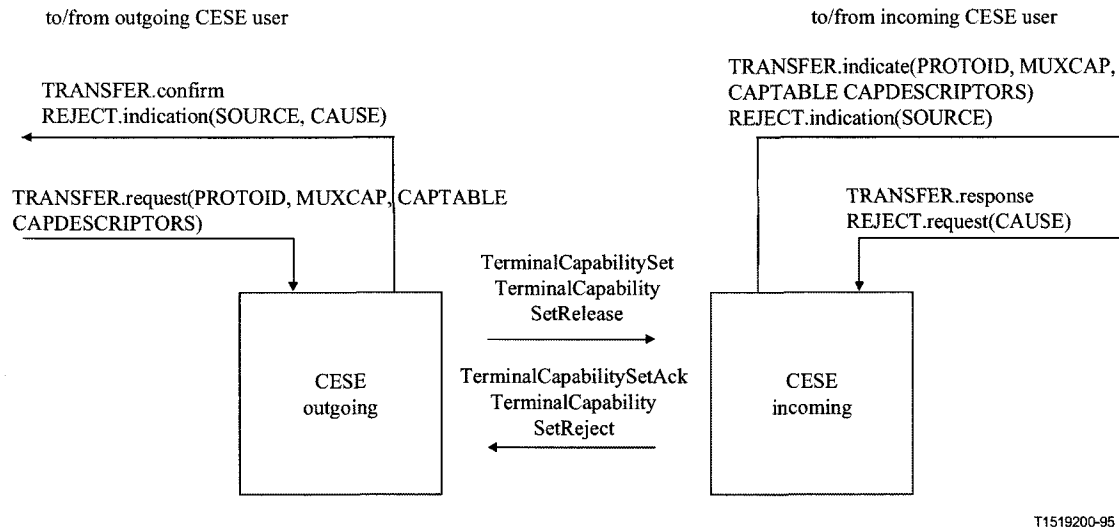 to/from outgoing CESE user
to/from incoming CESE user
TRANSFER.confirm
REJECT.indication(SOURCE, CAUSE)
TRANSFER.indicate(PROTOID, MUXCAP,
CAPTABLE CAPDESCRIPTORS)
REJECT.indication(SOURCE)
TRANSFER.request(PROTOID, MUXCAP, CAPTABLE
CAPDESCRIPTORS)
TRANSFER.response
REJECT.request(CAUSE)
TerminalCapabilitySet
TerminalCapability
SetRelease
CESE
outgoing
TerminalCapabilitySetAck
TerminalCapability
SetReject
CESE
incoming
T1519200-95